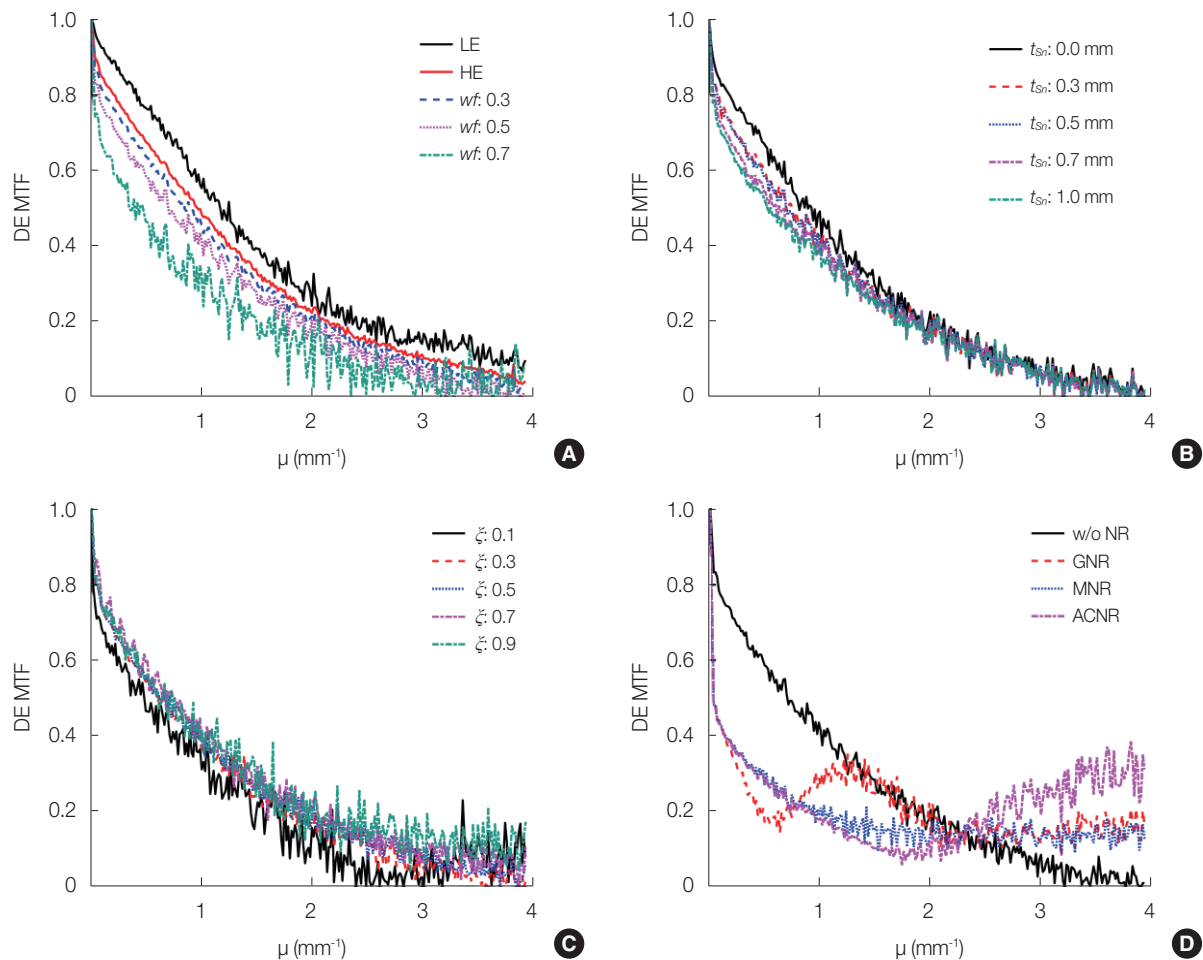 1.0
0.8
0.6
0.4
0.2
0
DE MTF
LE
HE
wf: 0.3
wf: 0.5
wf: 0.7
1 2 3 4
μ (mm-1)
A
1.0
0.8
0.6
0.4
0.2
0
DE MTF
tSn: 0.0 mm
tSn: 0.3 mm
tSn: 0.5 mm
tSn: 0.7 mm
tSn: 1.0 mm
1 2 3 4
μ (mm-1)
B
1.0
0.8
0.6
0.4
0.2
0
DE MTF
ξ: 0.1
ξ: 0.3
ξ: 0.5
ξ: 0.7
ξ: 0.9
1 2 3 4
μ (mm-1)
C
1.0
0.8
0.6
0.4
0.2
0
DE MTF
w/o NR
GNR
MNR
ACNR
1 2 3 4
μ (mm-1)
D